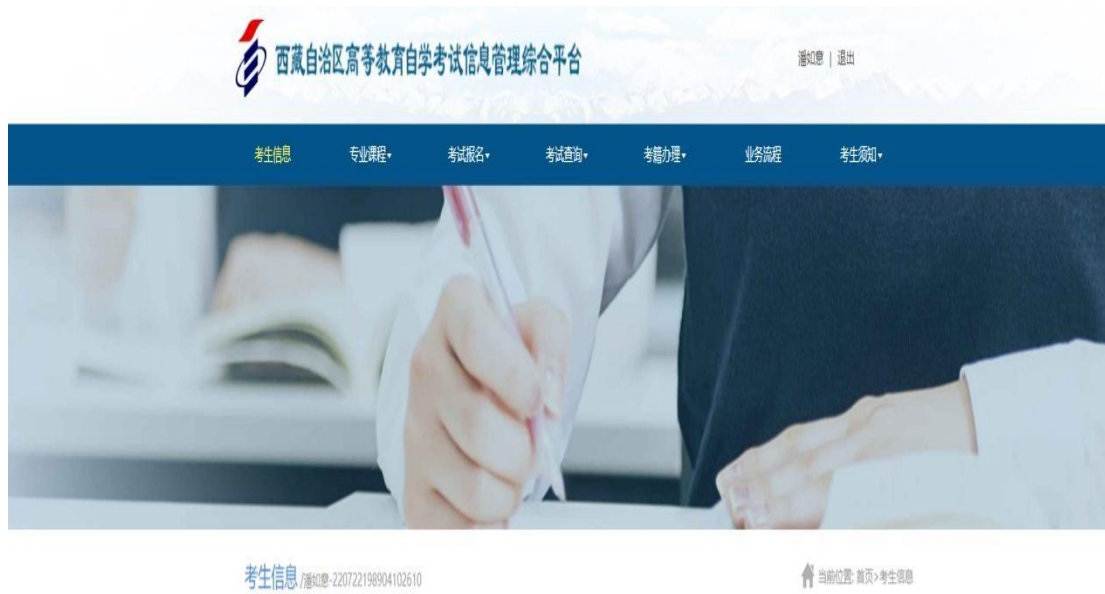 西藏自治区高等教育自学考试信息管理综合平台
潘如意 | 退出
考生信息 专业课程▾ 考试报名▾ 考试查询▾ 考籍办理▾ 业务流程 考生须知▾
考生信息 /潘如意-220722198904102610
当前位置: 首页>考生信息